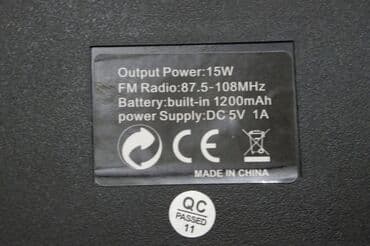 Output Power:15W
FM Radio:87.5-108MHz
Battery:built-in 1200mAh
power Supply:DC 5V 1A
CE
MADE IN CHINA
QC
PASSED
11